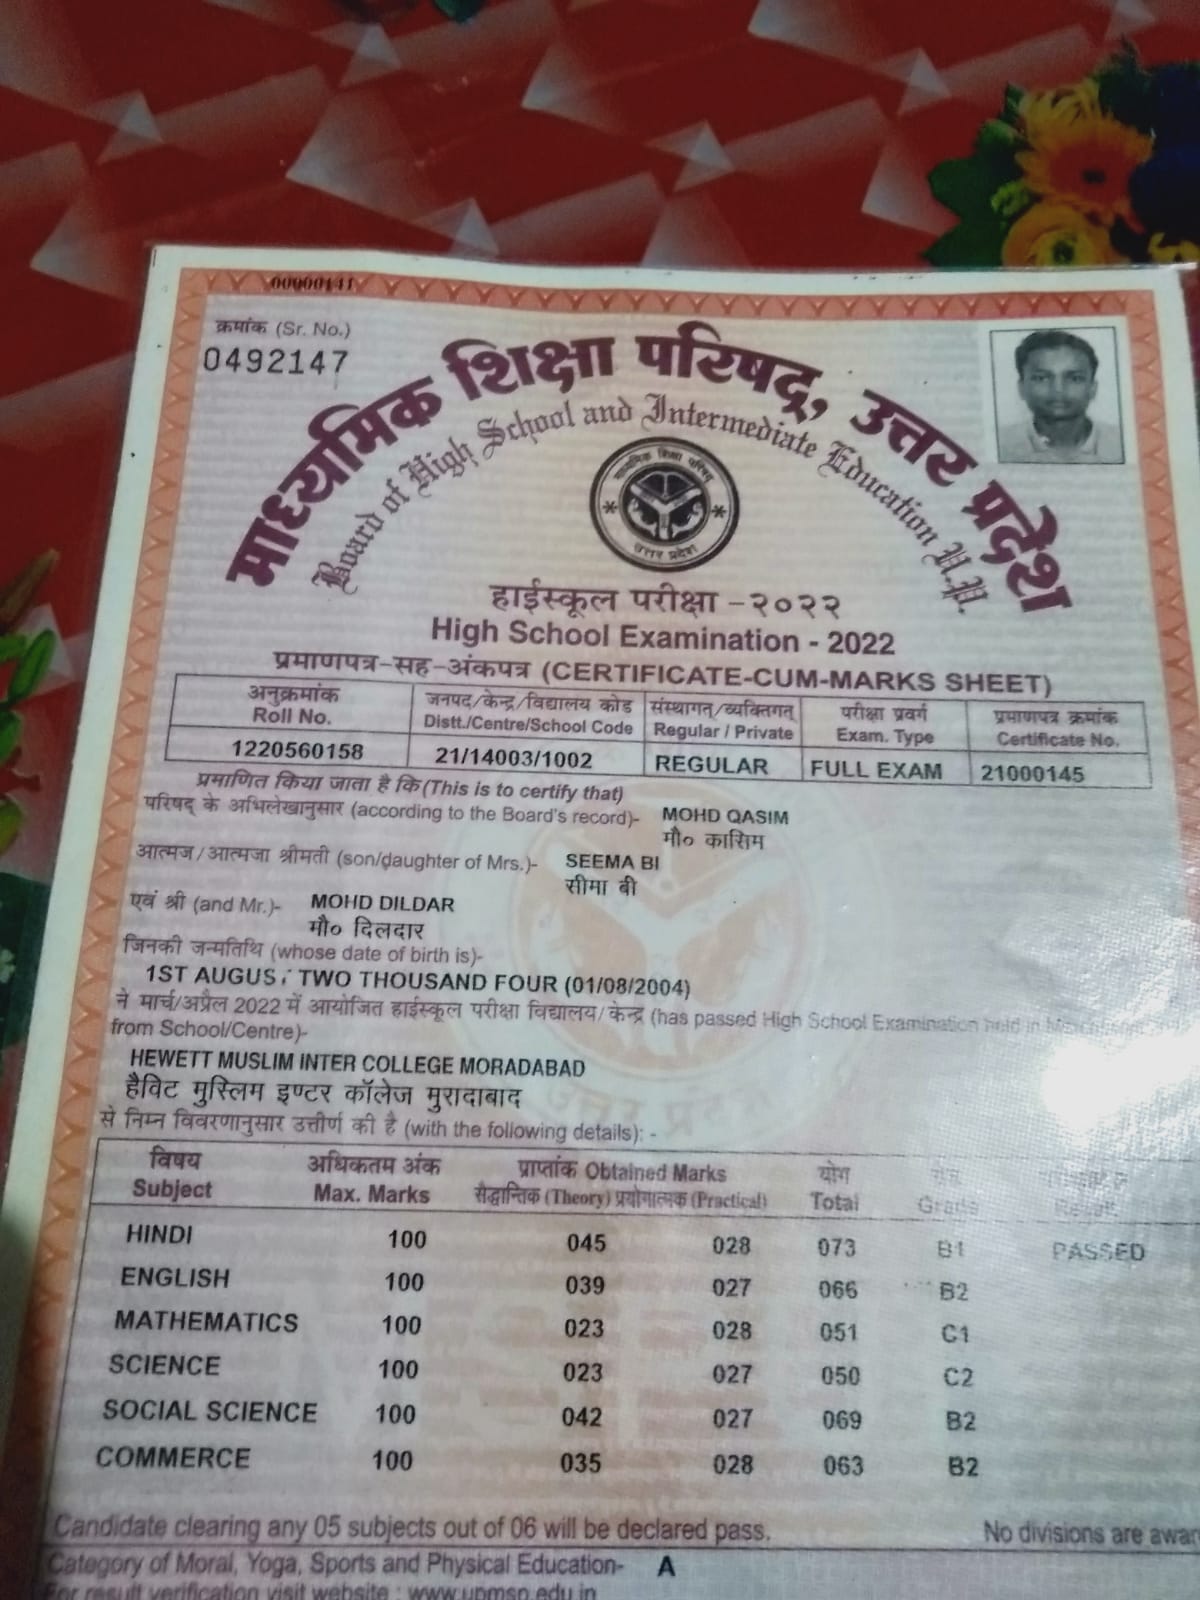 00000141
क्रमांक (Sr. No.)
0492147
माध्यमिक शिक्षा परिषद्, उत्तर प्रदेश
Board of High School and Intermediate Education U.P.
माध्यमिक शिक्षा परिषद्
उत्तर प्रदेश
हाईस्कूल परीक्षा -२०२२
High School Examination - 2022
प्रमाणपत्र-सह-अंकपत्र (CERTIFICATE-CUM-MARKS SHEET)
अनुक्रमांक जनपद/केन्द्र/विद्यालय कोड संस्थागत्/व्यक्तिगत् परीक्षा प्रवर्ग प्रमाणपत्र क्रमांक
Roll No. Distt./Centre/School Code Regular / Private Exam. Type Certificate No.
1220560158 21/14003/1002 REGULAR FULL EXAM 21000145
प्रमाणित किया जाता है कि (This is to certify that)
परिषद् के अभिलेखानुसार (according to the Board's record)- MOHD QASIM
मौ० कासिम
आत्मज/आत्मजा श्रीमती (son/daughter of Mrs.)- SEEMA BI
सीमा बी
एवं श्री (and Mr.)- MOHD DILDAR
मौ० दिलदार
जिनकी जन्मतिथि (whose date of birth is)-
1ST AUGUST TWO THOUSAND FOUR (01/08/2004)
ने मार्च/अप्रैल 2022 में आयोजित हाईस्कूल परीक्षा विद्यालय/केन्द्र (has passed High School Examination held in
from School/Centre)-
HEWETT MUSLIM INTER COLLEGE MORADABAD
हैविट मुस्लिम इण्टर कॉलेज मुरादाबाद
से निम्न विवरणानुसार उत्तीर्ण की है (with the following details): -
विषय अधिकतम अंक प्राप्तांक Obtained Marks योग
Subject Max. Marks सैद्धान्तिक (Theory) प्रयोगात्मक (Practical) Total Grade Result
HINDI 100 045 028 073 B1 PASSED
ENGLISH 100 039 027 066 B2
MATHEMATICS 100 023 028 051 C1
SCIENCE 100 023 027 050 C2
SOCIAL SCIENCE 100 042 027 069 B2
COMMERCE 100 035 028 063 B2
Candidate clearing any 05 subjects out of 06 will be declared pass. No divisions are awar
Category of Moral, Yoga, Sports and Physical Education- A
For result verification visit website : www.upmsp.edu.in